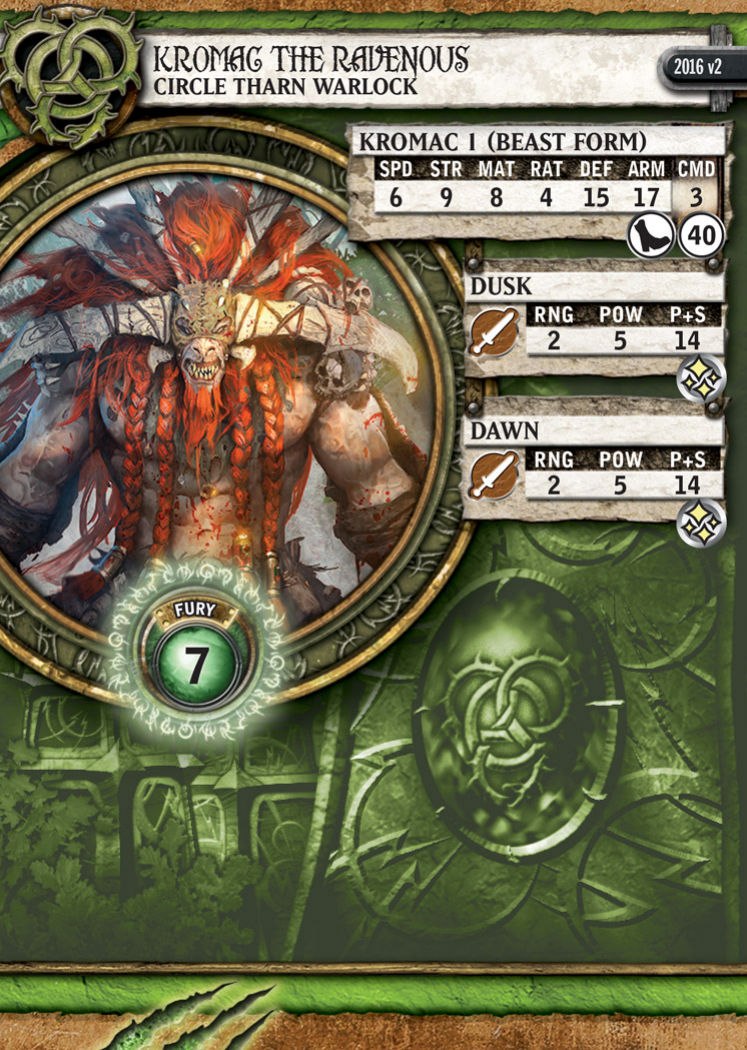 KROMAC THE RAVENOUS
CIRCLE THARN WARLOCK
2016 v2
KROMAC 1 (BEAST FORM)
SPD STR MAT RAT DEF ARM CMD
6 9 8 4 15 17 3
40
DUSK
RNG POW P+S
2 5 14
DAWN
RNG POW P+S
2 5 14
FURY
7